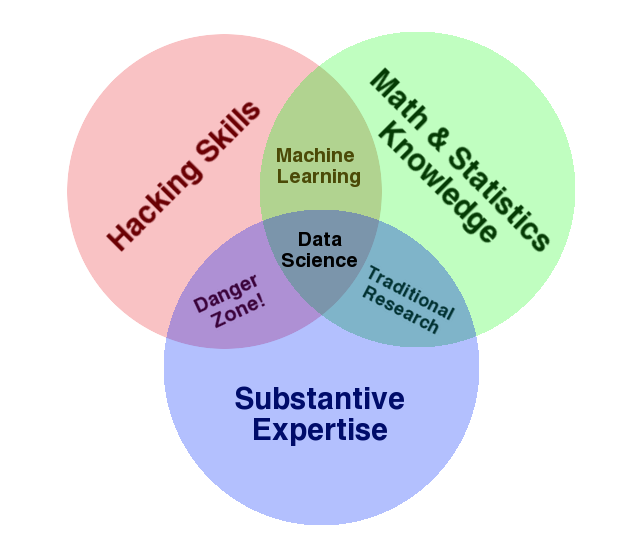 Hacking Skills
Math & Statistics
Knowledge
Machine
Learning
Data
Science
Danger
Zone!
Traditional
Research
Substantive
Expertise